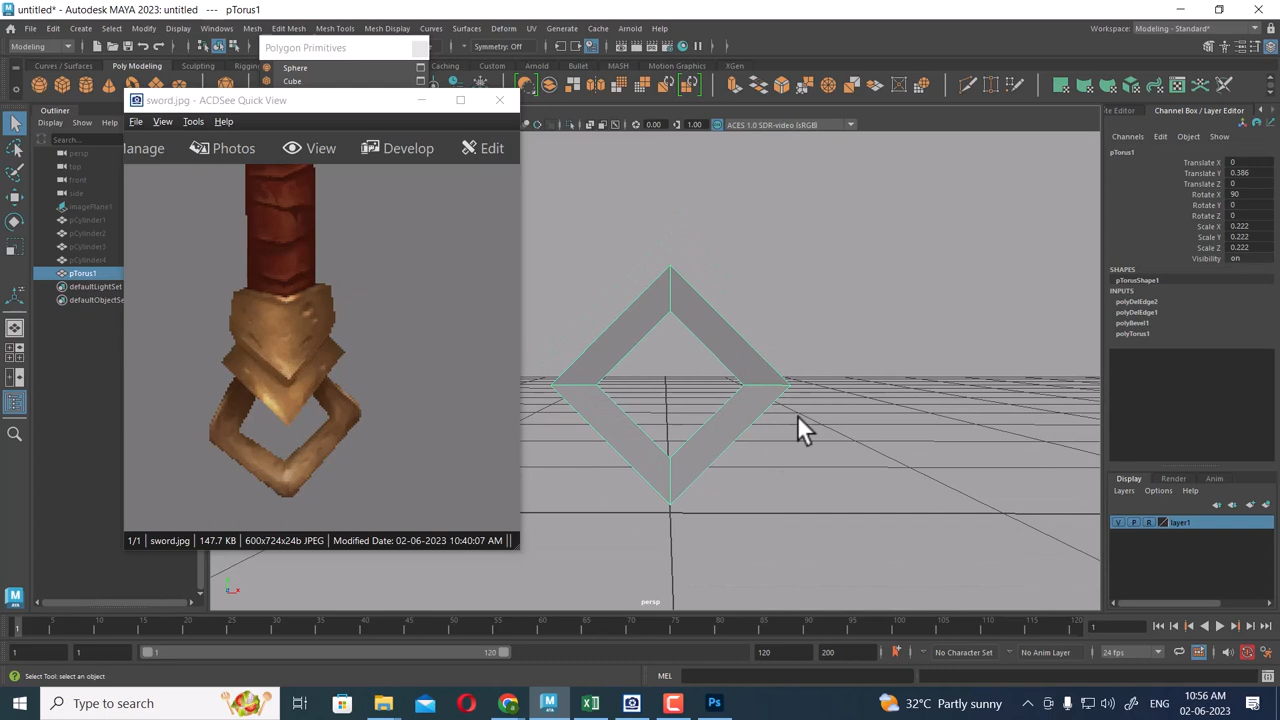 untitled* - Autodesk MAYA 2023: untitled   ---   pTorus1
File Edit Create Select Modify Display Windows Mesh Edit Mesh Mesh Tools Mesh Display Curves Surfaces Deform UV Generate Cache Arnold Help
Workspace: Modeling - Standard*
Modeling
Symmetry: Off
Polygon Primitives
Sphere
Cube
Curves / Surfaces Poly Modeling Sculpting Caching Custom Arnold Bifrost MASH Motion Graphics XGen
Outliner
Display Show Help
Search...
persp
top
front
side
imagePlane1
pCylinder1
pCylinder2
pCylinder3
pCylinder4
pTorus1
defaultLightSet
defaultObjectSe
sword.jpg - ACDSee Quick View
File View Tools Help
Manage Photos View Develop Edit
1/1 sword.jpg 147.7 KB 600x724x24b JPEG Modified Date: 02-06-2023 10:40:07 AM
0.00 1.00 ACES 1.0 SDR-video (sRGB)
persp
te Editor Channel Box / Layer Editor
Channels Edit Object Show
pTorus1
Translate X 0
Translate Y 0.386
Translate Z 0
Rotate X 90
Rotate Y 0
Rotate Z 0
Scale X 0.222
Scale Y 0.222
Scale Z 0.222
Visibility on
SHAPES
pTorusShape1
INPUTS
polyDelEdge2
polyDelEdge1
polyBevel1
polyTorus1
Display Render Anim
Layers Options Help
V P R layer1
5 10 15 20 25 30 35 40 45 50 55 60 65 70 75 80 85 90 95 100 105 110 115 120
1
1 1 1 120 120 200 No Character Set No Anim Layer 24 fps
Select Tool: select an object
MEL
Type here to search
32°C Partly sunny
ENG
10:56 AM
02-06-2023